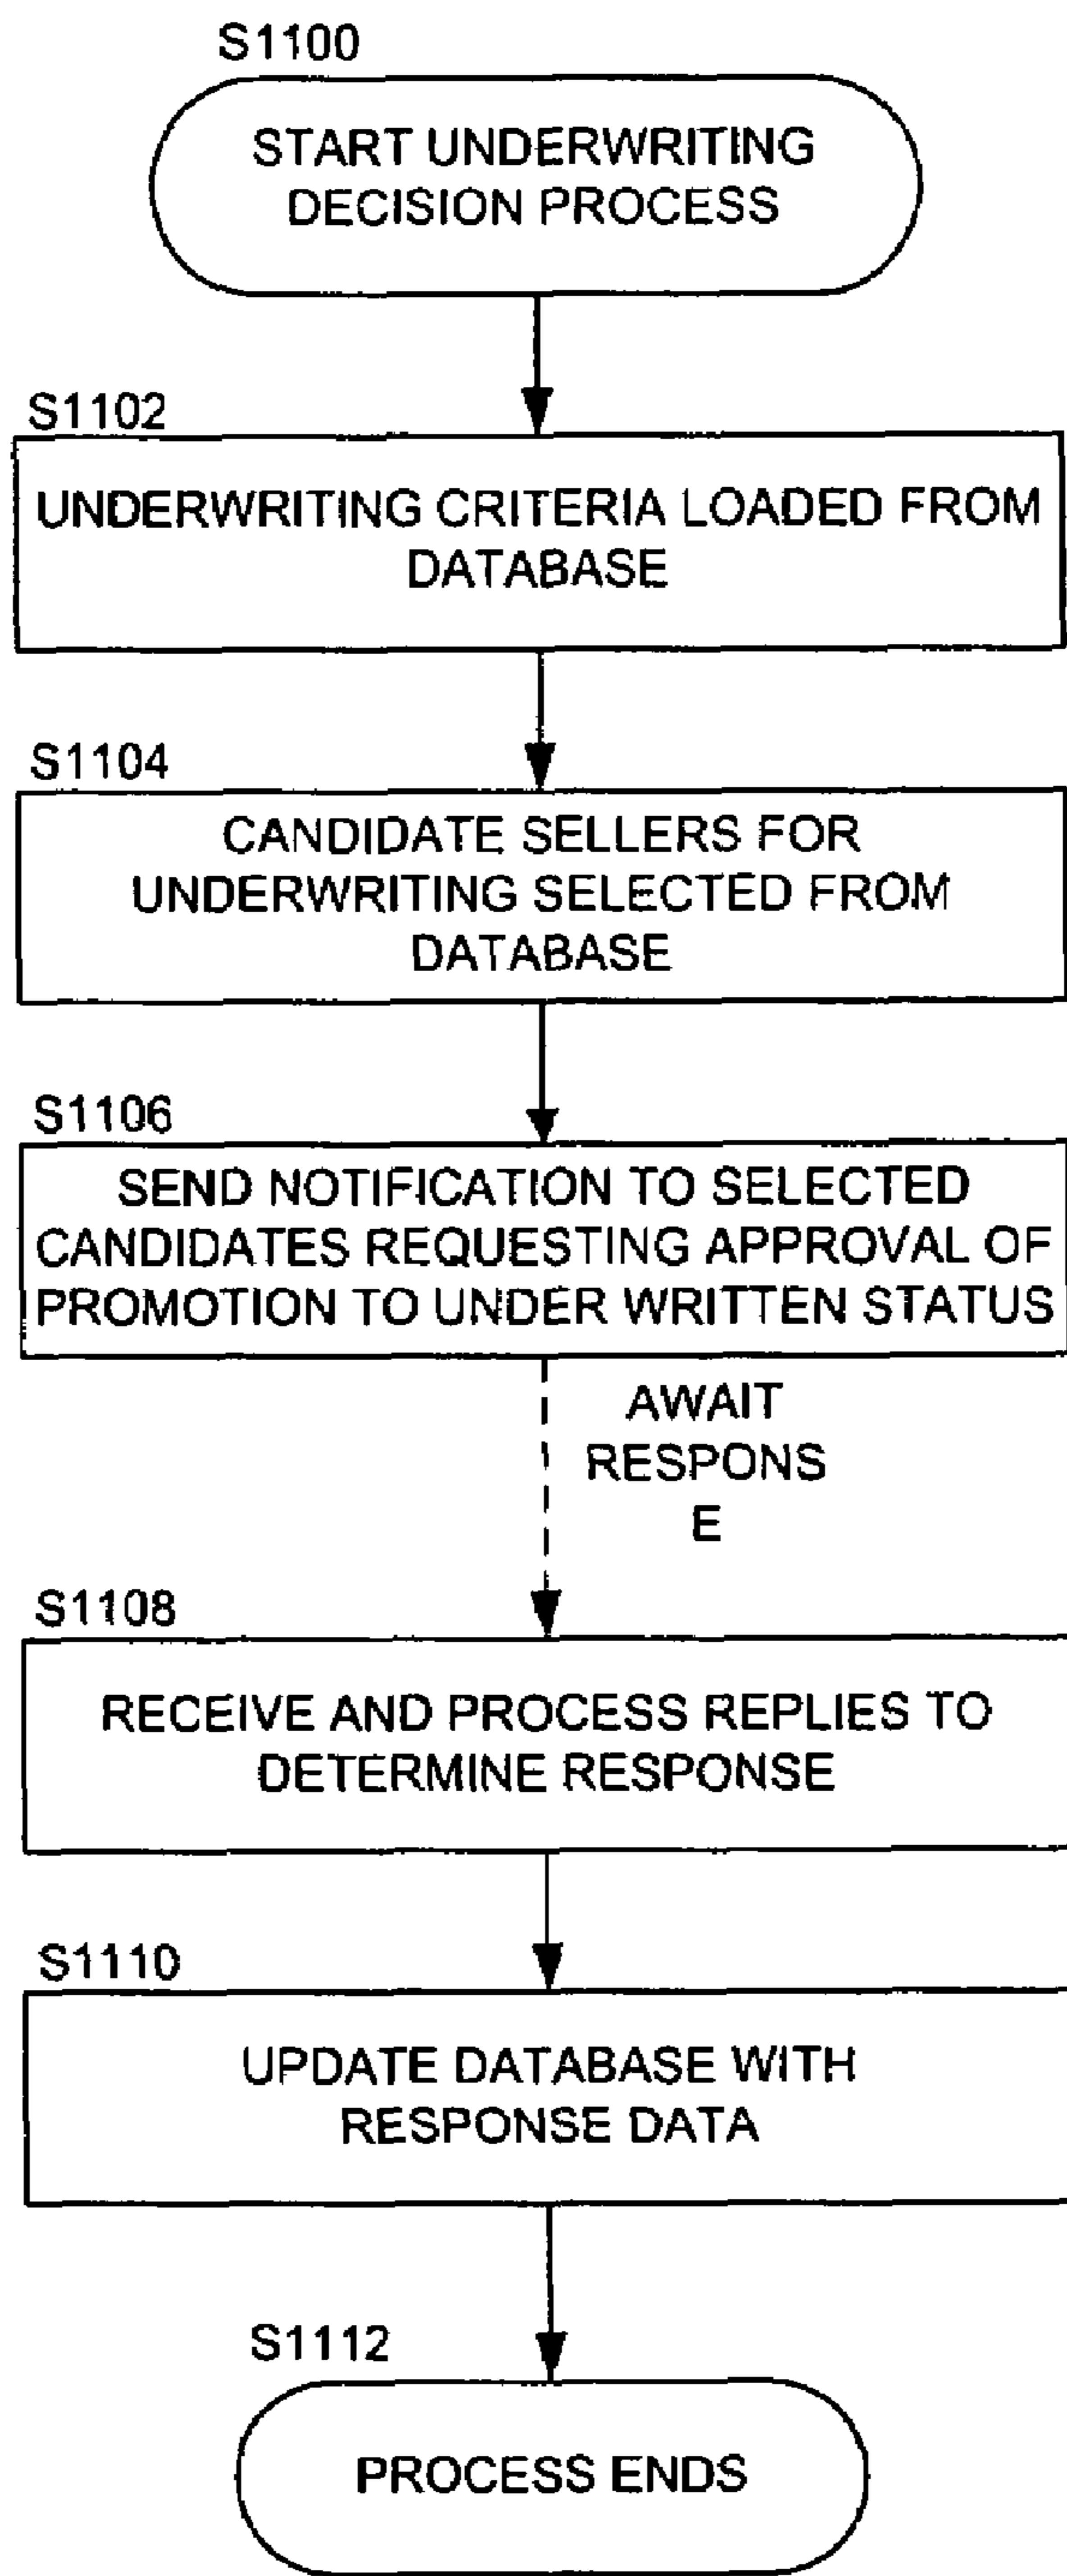 S1100
START UNDERWRITING
DECISION PROCESS
S1102
UNDERWRITING CRITERIA LOADED FROM
DATABASE
S1104
CANDIDATE SELLERS FOR
UNDERWRITING SELECTED FROM
DATABASE
S1106
SEND NOTIFICATION TO SELECTED
CANDIDATES REQUESTING APPROVAL OF
PROMOTION TO UNDER WRITTEN STATUS
AWAIT
RESPONS
E
S1108
RECEIVE AND PROCESS REPLIES TO
DETERMINE RESPONSE
S1110
UPDATE DATABASE WITH
RESPONSE DATA
S1112
PROCESS ENDS